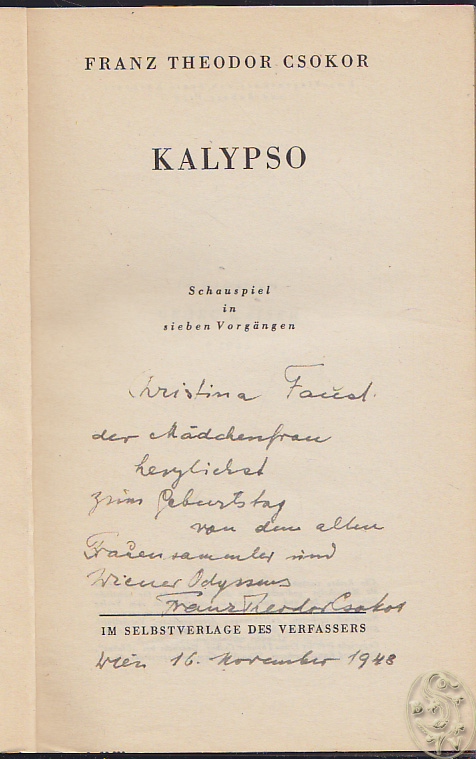 FRANZ THEODOR CSOKOR
KALYPSO
Schauspiel
in
sieben Vorgängen
Christina Faust
der Mädchenfrau
herzlichst
zum Geburtstag
von dem alten
Frauensammler und
Wiener Odysseus
Franz Theodor Csokor
IM SELBSTVERLAGE DES VERFASSERS
Wien 16. November 1948